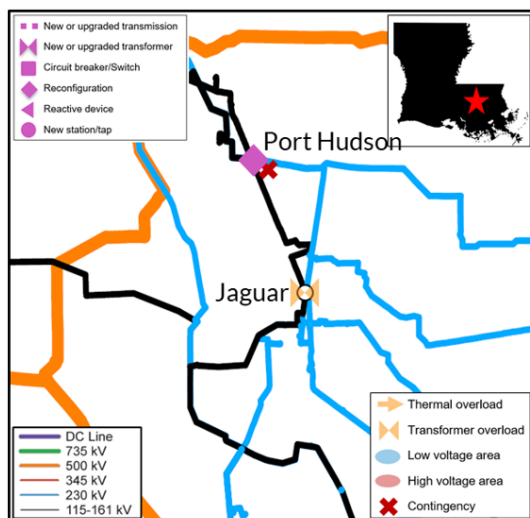 New or upgraded transmission
New or upgraded transformer
Circuit breaker/Switch
Reconfiguration
Reactive device
New station/tap
Port Hudson
Jaguar
DC Line
735 kV
500 kV
345 kV
230 kV
115-161 kV
Thermal overload
Transformer overload
Low voltage area
High voltage area
Contingency